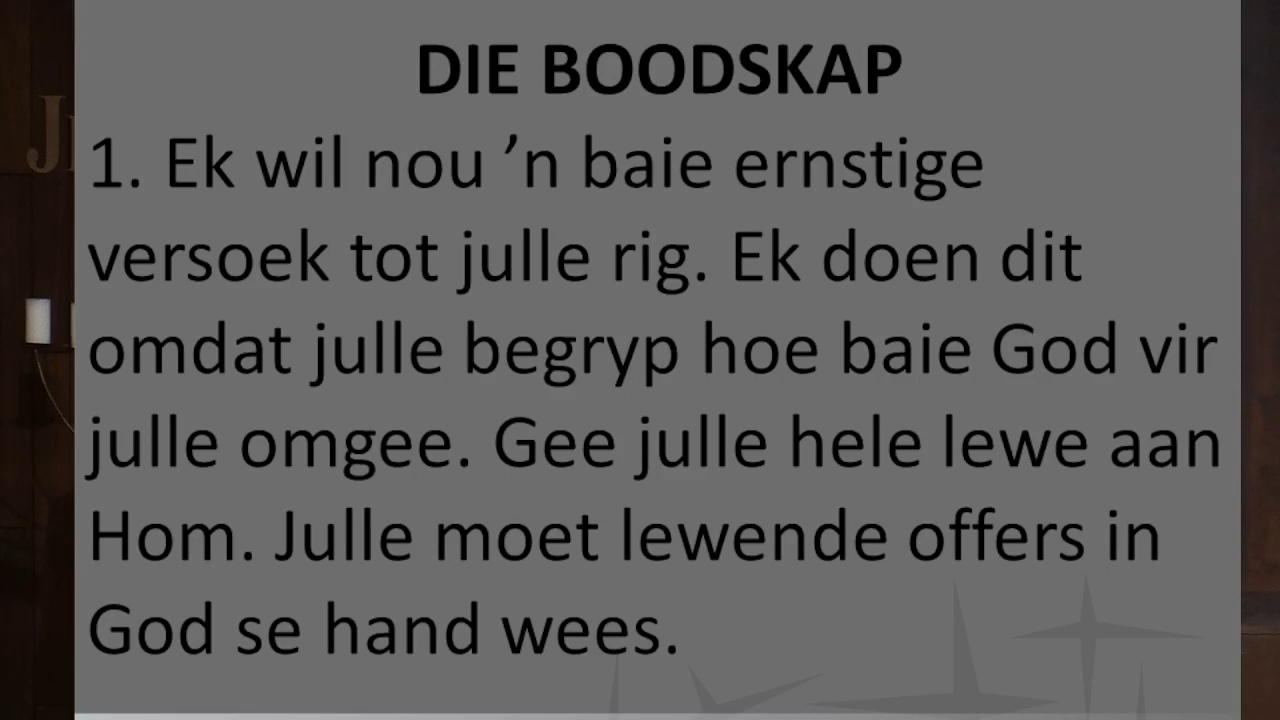 DIE BOODSKAP
1. Ek wil nou ’n baie ernstige
versoek tot julle rig. Ek doen dit
omdat julle begryp hoe baie God vir
julle omgee. Gee julle hele lewe aan
Hom. Julle moet lewende offers in
God se hand wees.